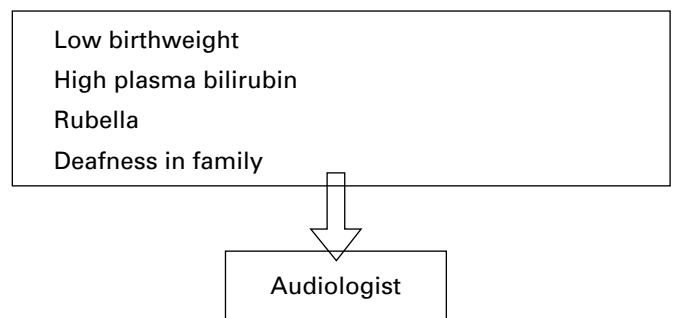 Low birthweight
High plasma bilirubin
Rubella
Deafness in family
Audiologist